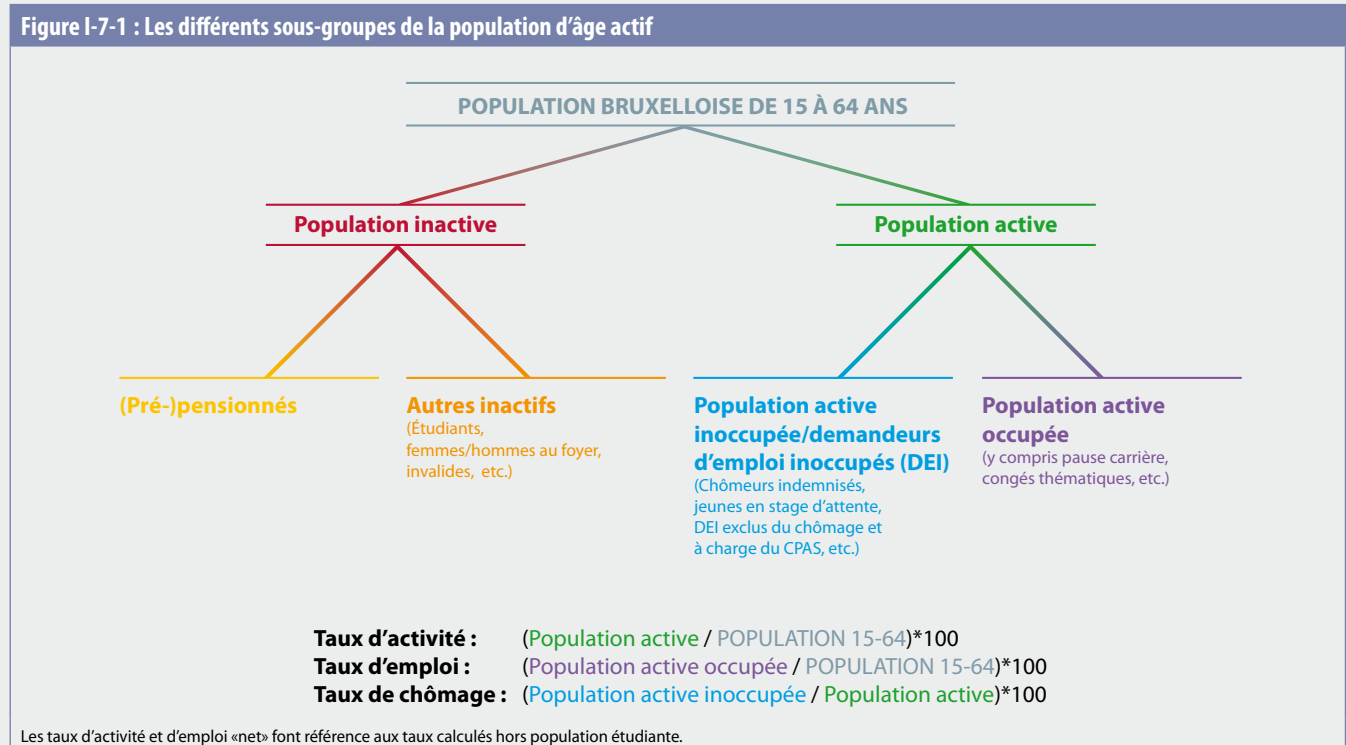 Figure I-7-1 : Les différents sous-groupes de la population d’âge actif
POPULATION BRUXELLOISE DE 15 À 64 ANS
Population inactive
Population active
(Pré-)pensionnés
Autres inactifs
(Étudiants,
femmes/hommes au foyer,
invalides, etc.)
Population active
inoccupée/demandeurs
d’emploi inoccupés (DEI)
(Chômeurs indemnisés,
jeunes en stage d’attente,
DEI exclus du chômage et
à charge du CPAS, etc.)
Population active
occupée
(y compris pause carrière,
congés thématiques, etc.)
Taux d’activité : (Population active / POPULATION 15-64)*100
Taux d’emploi : (Population active occupée / POPULATION 15-64)*100
Taux de chômage : (Population active inoccupée / Population active)*100
Les taux d’activité et d’emploi «net» font référence aux taux calculés hors population étudiante.